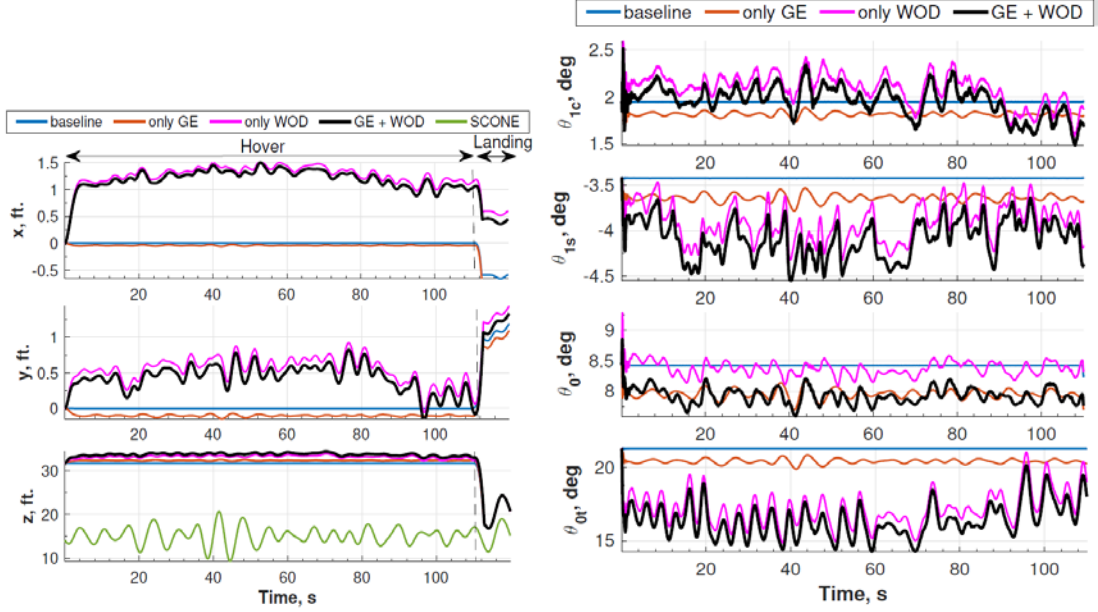 baseline only GE only WOD GE + WOD SCONE
Hover Landing
x, ft.
1.5
1.0
0.5
0
-0.5
20 40 60 80 100
y, ft.
1
0.5
0
20 40 60 80 100
z, ft.
30
20
10
20 40 60 80 100
Time, s
baseline only GE only WOD GE + WOD
θ1c, deg
2.5
2
1.5
20 40 60 80 100
θ1s, deg
-3.5
-4
-4.5
20 40 60 80 100
θ0, deg
9
8.5
8
20 40 60 80 100
θ0t, deg
20
15
20 40 60 80 100
Time, s